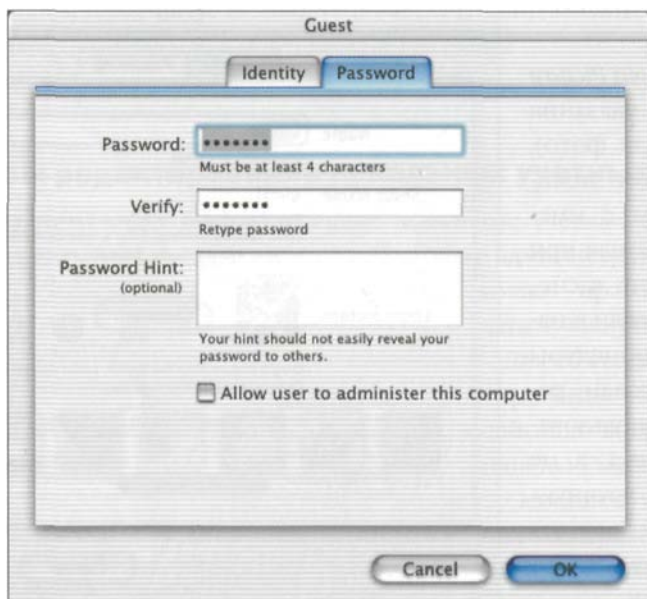 Guest
Identity Password
Password: •••••••
Must be at least 4 characters
Verify: •••••••
Retype password
Password Hint:
(optional)
Your hint should not easily reveal your
password to others.
Allow user to administer this computer
Cancel OK